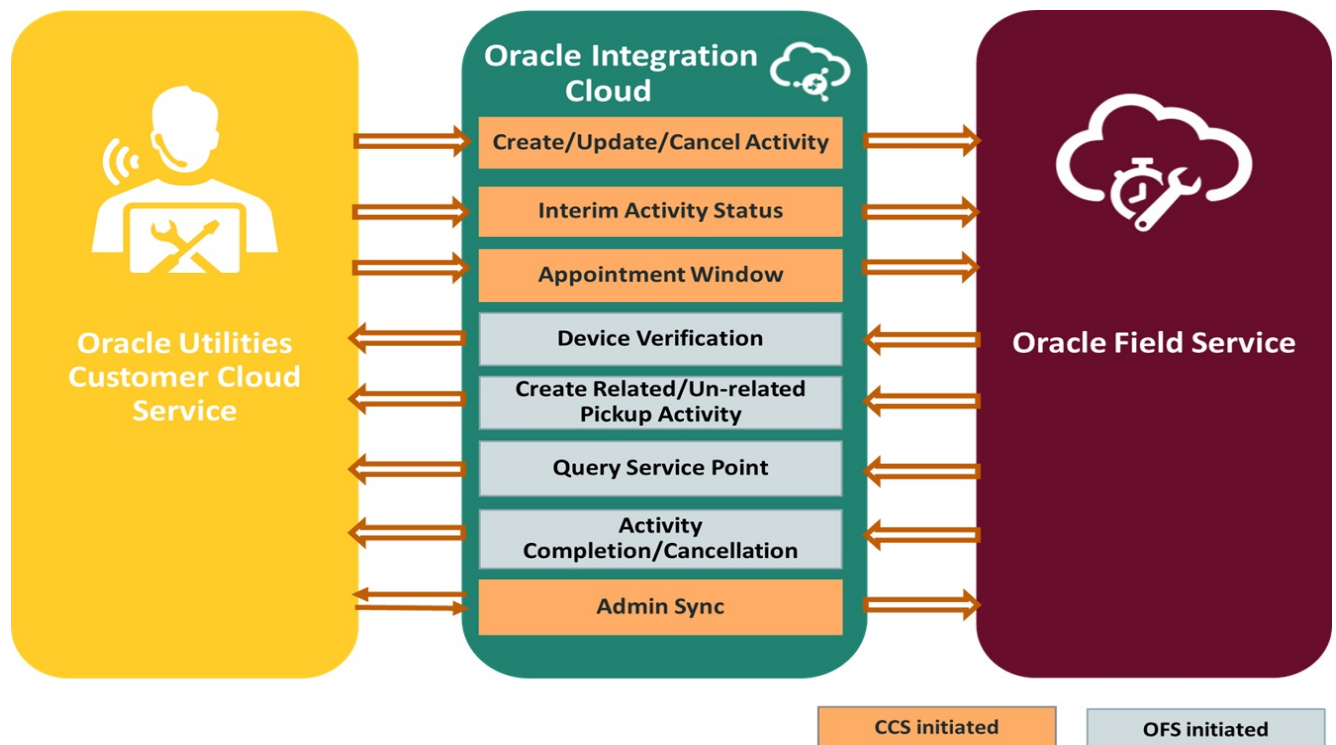 Oracle Integration
Cloud
Create/Update/Cancel Activity
Interim Activity Status
Appointment Window
Device Verification
Create Related/Un-related
Pickup Activity
Query Service Point
Activity
Completion/Cancellation
Admin Sync
Oracle Utilities
Customer Cloud
Service
Oracle Field Service
CCS initiated
OFS initiated